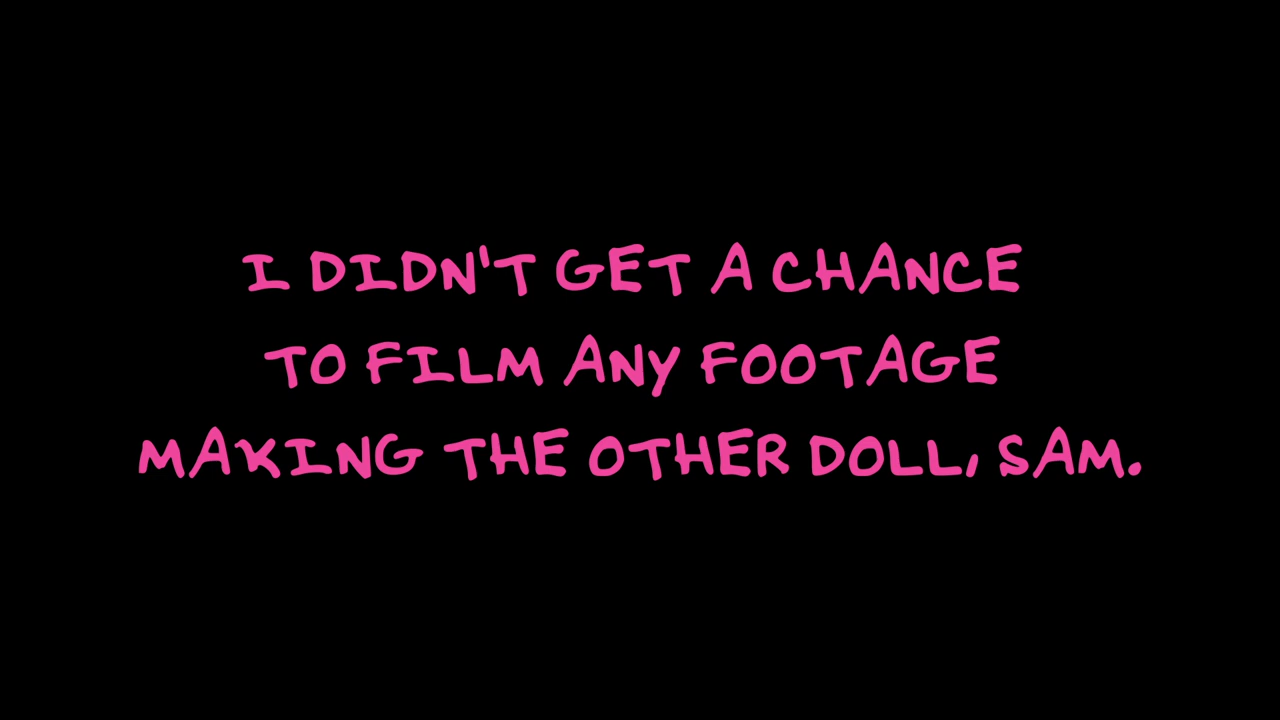 I DIDN'T GET A CHANCE
TO FILM ANY FOOTAGE
MAKING THE OTHER DOLL, SAM.